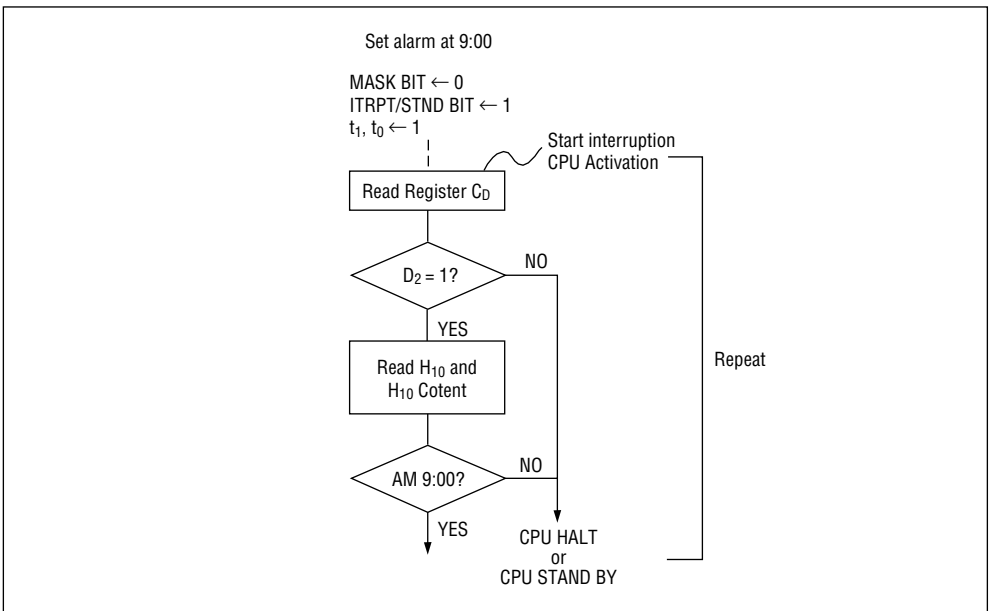 Set alarm at 9:00
MASK BIT ← 0
ITRPT/STND BIT ← 1
t₁, t₀ ← 1
Start interruption
CPU Activation
Read Register C_D
D₂ = 1?
NO
YES
Read H₁₀ and
H₁₀ Cotent
Repeat
AM 9:00?
NO
YES
CPU HALT
or
CPU STAND BY